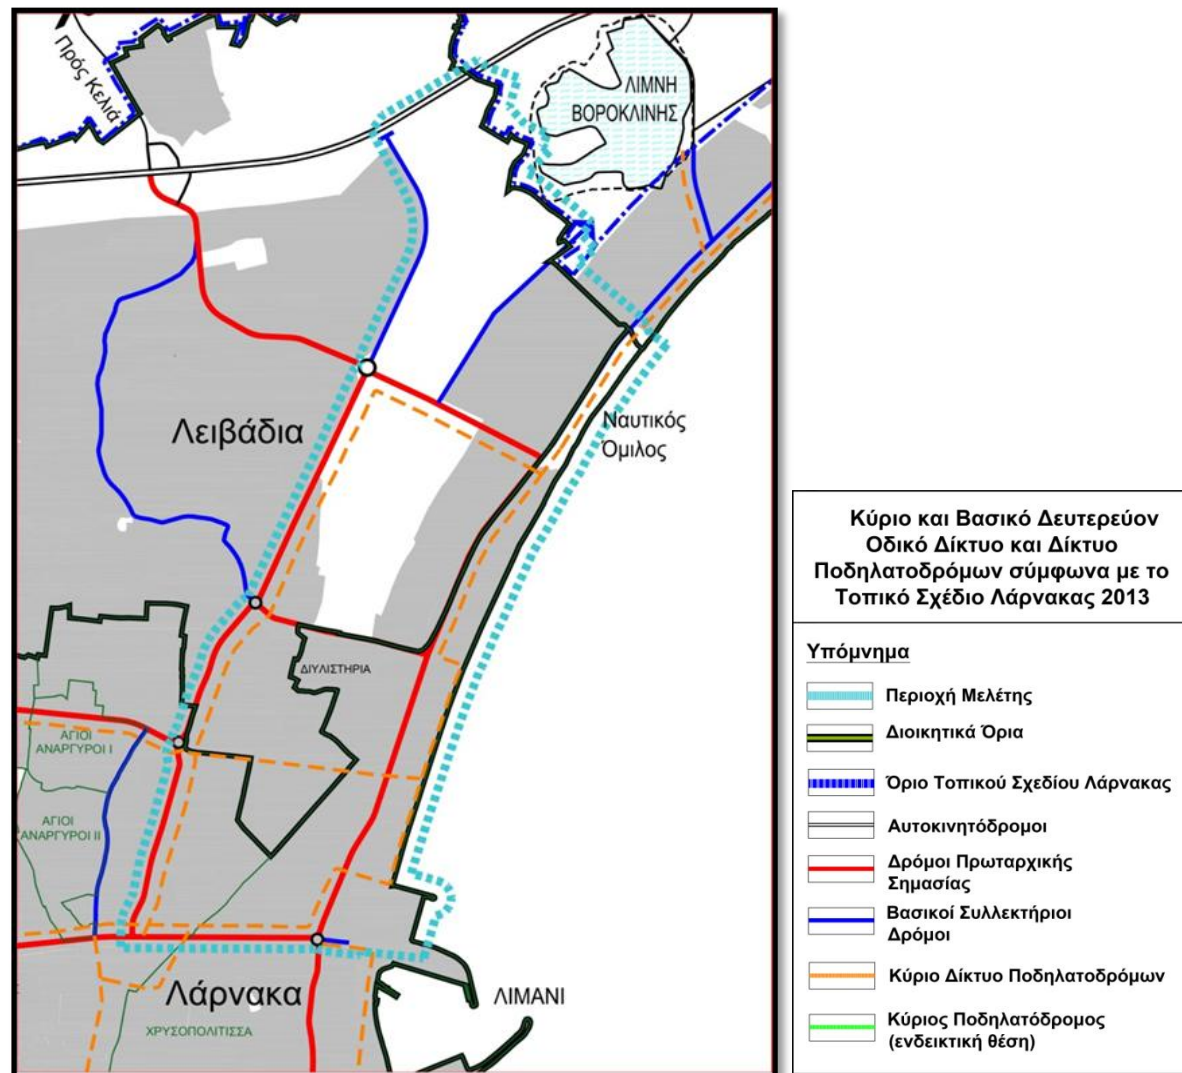 Πρός Κελιά
ΛΙΜΝΗ
ΒΟΡΟΚΛΙΝΗΣ
Λειβάδια
Ναυτικός
Όμιλος
ΔΙΥΛΙΣΤΗΡΙΑ
ΑΓΙΟΙ
ΑΝΑΡΓΥΡΟΙ Ι
ΑΓΙΟΙ
ΑΝΑΡΓΥΡΟΙ ΙΙ
Λάρνακα
ΛΙΜΑΝΙ
ΧΡΥΣΟΠΟΛΙΤΙΣΣΑ
Κύριο και Βασικό Δευτερεύον
Οδικό Δίκτυο και Δίκτυο
Ποδηλατοδρόμων σύμφωνα με το
Τοπικό Σχέδιο Λάρνακας 2013
Υπόμνημα
Περιοχή Μελέτης
Διοικητικά Όρια
Όριο Τοπικού Σχεδίου Λάρνακας
Αυτοκινητόδρομοι
Δρόμοι Πρωταρχικής
Σημασίας
Βασικοί Συλλεκτήριοι
Δρόμοι
Κύριο Δίκτυο Ποδηλατοδρόμων
Κύριος Ποδηλατόδρομος
(ενδεικτική θέση)